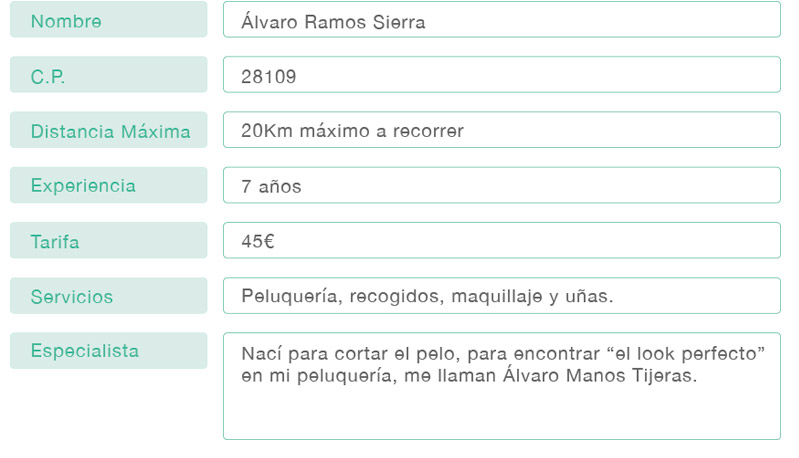 Nombre
Álvaro Ramos Sierra
C.P.
28109
Distancia Máxima
20Km máximo a recorrer
Experiencia
7 años
Tarifa
45€
Servicios
Peluquería, recogidos, maquillaje y uñas.
Especialista
Nací para cortar el pelo, para encontrar “el look perfecto”
en mi peluquería, me llaman Álvaro Manos Tijeras.